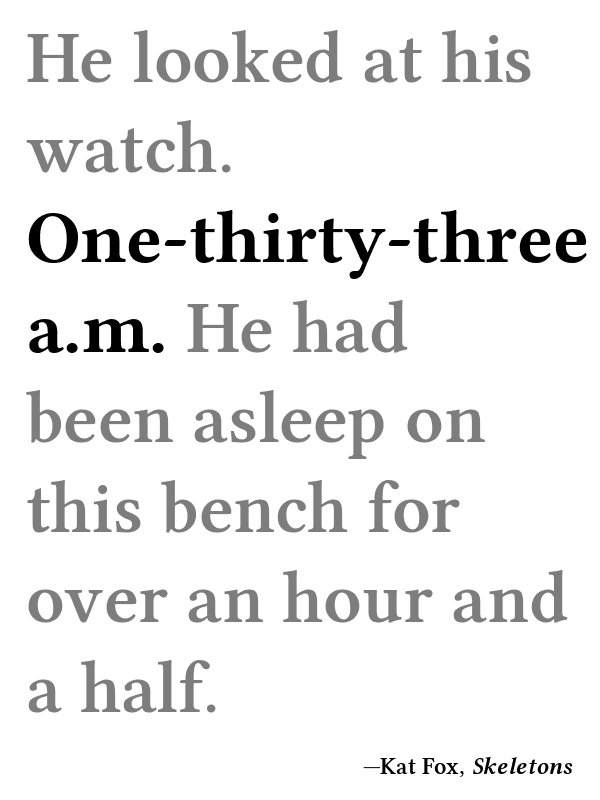 He looked at his
watch.
One-thirty-three
a.m. He had
been asleep on
this bench for
over an hour and
a half.
—Kat Fox, Skeletons